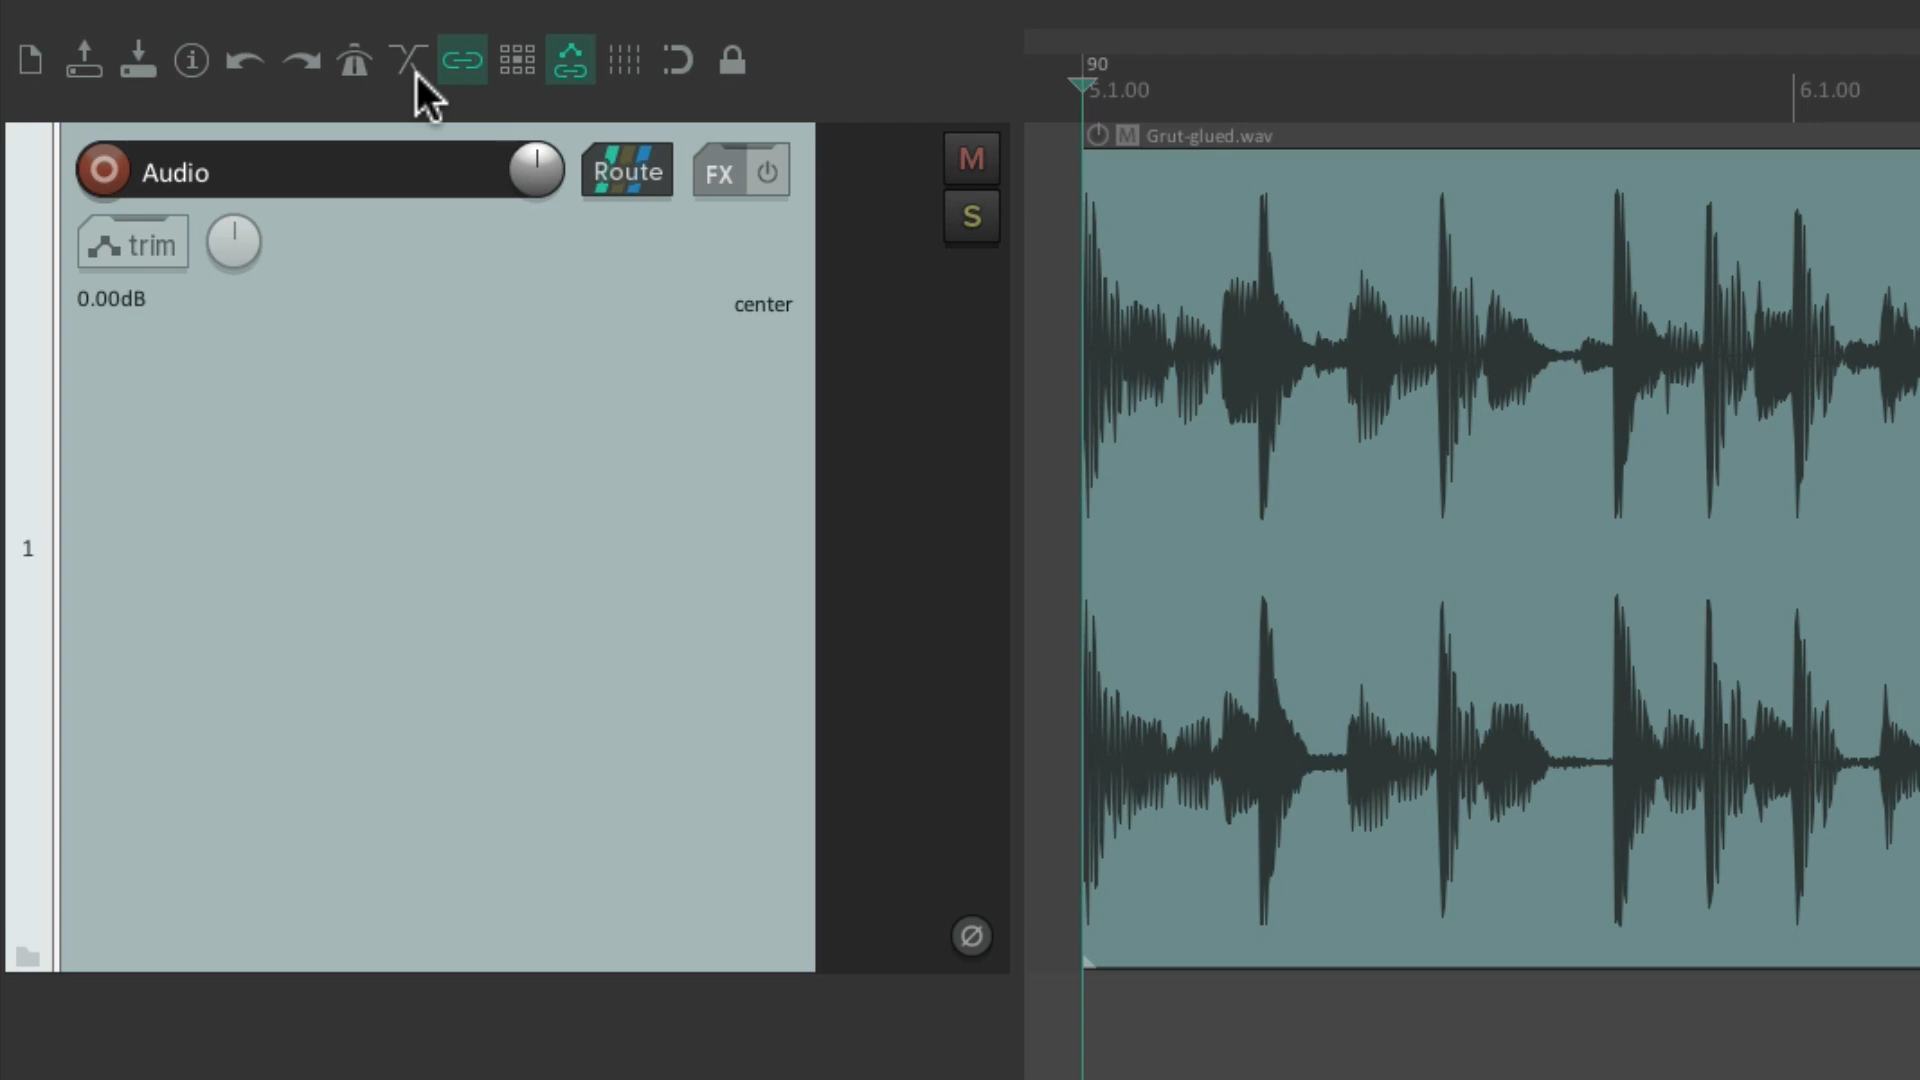 90
5.1.00
6.1.00
M Grut-glued.wav
Audio
Route
FX
M
S
trim
0.00dB
center
1